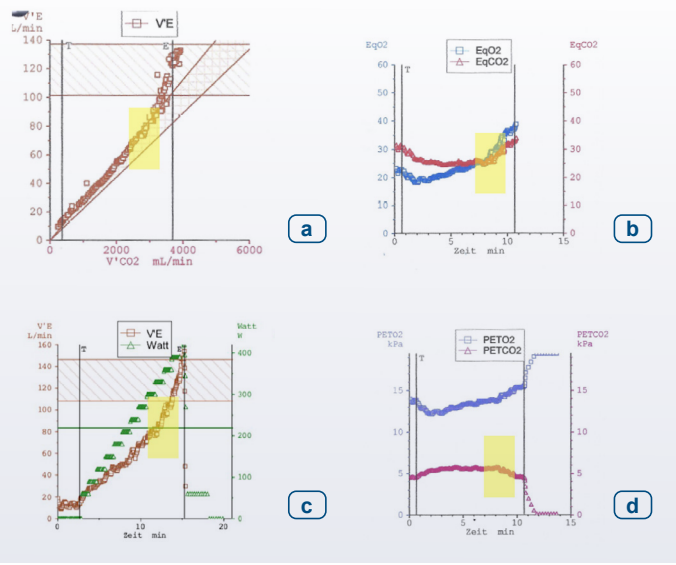 V'E
L/min
V'E
140
T
E
120
100
80
60
40
20
0
0
2000
4000
6000
V'CO2 mL/min
a
EqO2
EqCO2
EqO2
EqCO2
60
60
T
50
50
40
40
30
30
20
20
10
10
0
0
0
5
10
15
Zeit min
b
V'E
L/min
V'E
Watt
Watt
W
160
T
E
140
400
120
300
100
80
200
60
40
100
20
0
0
0
10
20
Zeit min
c
PETO2
kPa
PETO2
PETCO2
PETCO2
kPa
T
15
15
10
10
5
5
0
0
0
5
10
15
Zeit min
d